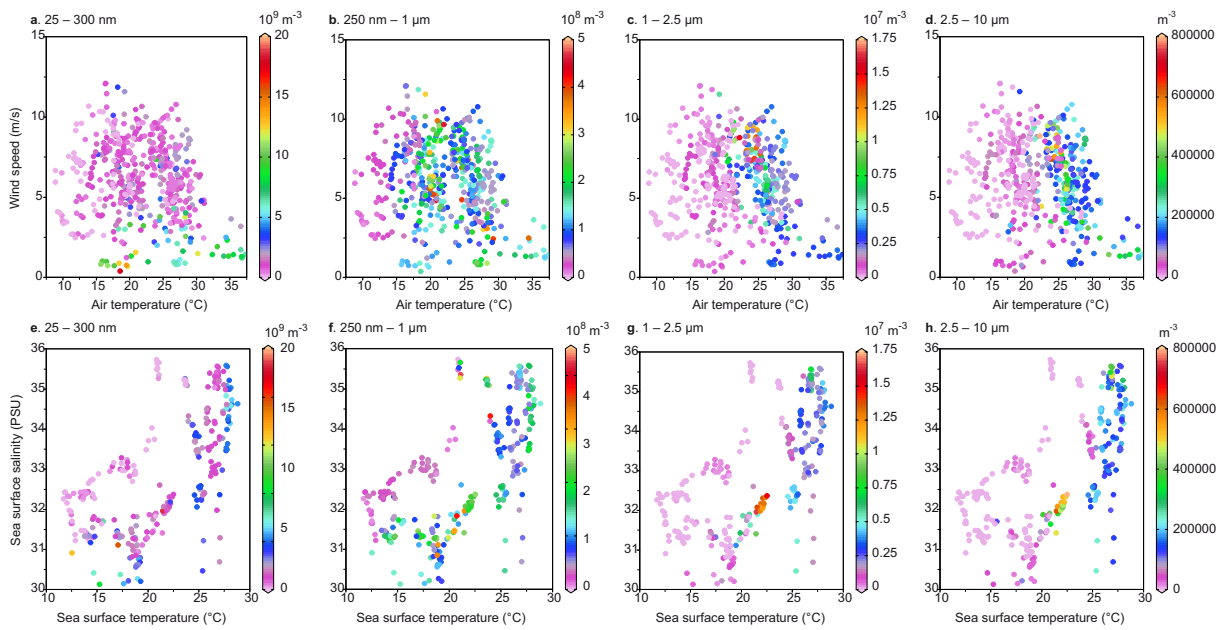 a. 25 – 300 nm
10⁹ m⁻³
b. 250 nm – 1 µm
10⁸ m⁻³
c. 1 – 2.5 µm
10⁷ m⁻³
d. 2.5 – 10 µm
m⁻³
Wind speed (m/s)
15
10
5
0
10 15 20 25 30 35
Air temperature (°C)
20
15
10
5
0
15
10
5
0
10 15 20 25 30 35
Air temperature (°C)
5
4
3
2
1
0
15
10
5
0
10 15 20 25 30 35
Air temperature (°C)
1.75
1.5
1.25
1
0.75
0.5
0.25
0
15
10
5
0
10 15 20 25 30 35
Air temperature (°C)
800000
600000
400000
200000
0
e. 25 – 300 nm
10⁹ m⁻³
f. 250 nm – 1 µm
10⁸ m⁻³
g. 1 – 2.5 µm
10⁷ m⁻³
h. 2.5 – 10 µm
m⁻³
Sea surface salinity (PSU)
36
35
34
33
32
31
30
10 15 20 25 30
Sea surface temperature (°C)
20
15
10
5
0
36
35
34
33
32
31
30
10 15 20 25 30
Sea surface temperature (°C)
5
4
3
2
1
0
36
35
34
33
32
31
30
10 15 20 25 30
Sea surface temperature (°C)
1.75
1.5
1.25
1
0.75
0.5
0.25
0
36
35
34
33
32
31
30
10 15 20 25 30
Sea surface temperature (°C)
800000
600000
400000
200000
0